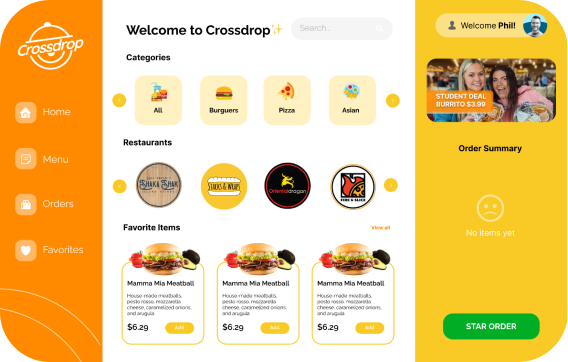 Crossdrop
Home
Menu
Orders
Favorites
Welcome to Crossdrop
Search...
Categories
All
Burguers
Pizza
Asian
Restaurants
SHAKA SHAK
STACKS & WRAPS
Orientaldragon
FIRE & SLICE
Favorite Items
View all
Mamma Mia Meatball
House-made meatballs,
pesto rosso, mozzarella
cheese, caramelized onions,
and arugula
$6.29
Add
Mamma Mia Meatball
House-made meatballs,
pesto rosso, mozzarella
cheese, caramelized onions,
and arugula
$6.29
Add
Mamma Mia Meatball
House-made meatballs,
pesto rosso, mozzarella
cheese, caramelized onions,
and arugula
$6.29
Add
Welcome Phil!
STUDENT DEAL
BURRITO $3.99
Order Summary
No items yet
STAR ORDER